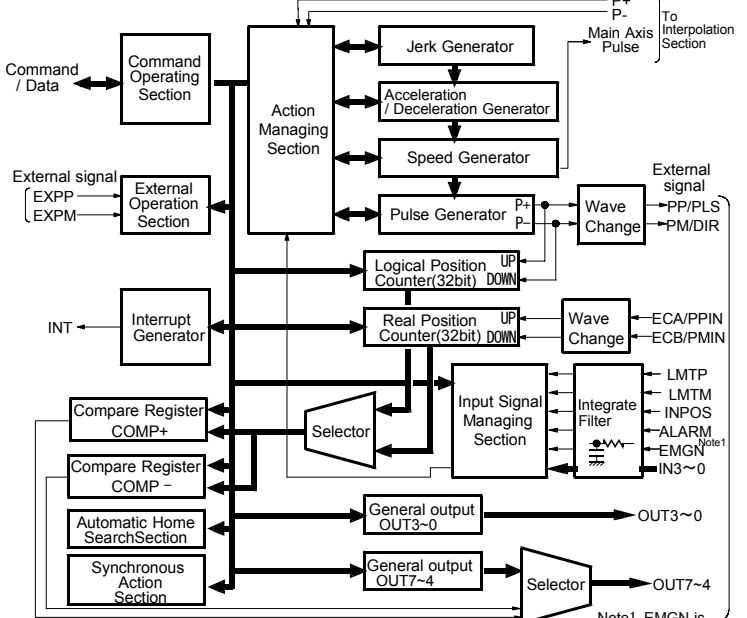 P+
P-
To
Interpolation
Section
Main Axis
Pulse
Command
/ Data
Command
Operating
Section
Action
Managing
Section
Jerk Generator
Acceleration
/ Deceleration Generator
Speed Generator
External signal
EXPP
EXPM
External
Operation
Section
Pulse Generator
P+
P-
Wave
Change
External
signal
PP/PLS
PM/DIR
Logical Position
Counter(32bit)
UP
DOWN
INT
Interrupt
Generator
Real Position
Counter(32bit)
UP
DOWN
Wave
Change
ECA/PPIN
ECB/PMIN
Compare Register
COMP+
Selector
Input Signal
Managing
Section
Integrate
Filter
LMTP
LMTM
INPOS
ALARM
EMGN Note1
IN3~0
Compare Register
COMP-
Automatic Home
SearchSection
General output
OUT3~0
OUT3~0
Synchronous
Action
Section
General output
OUT7~4
Selector
OUT7~4
Note1 EMGN is